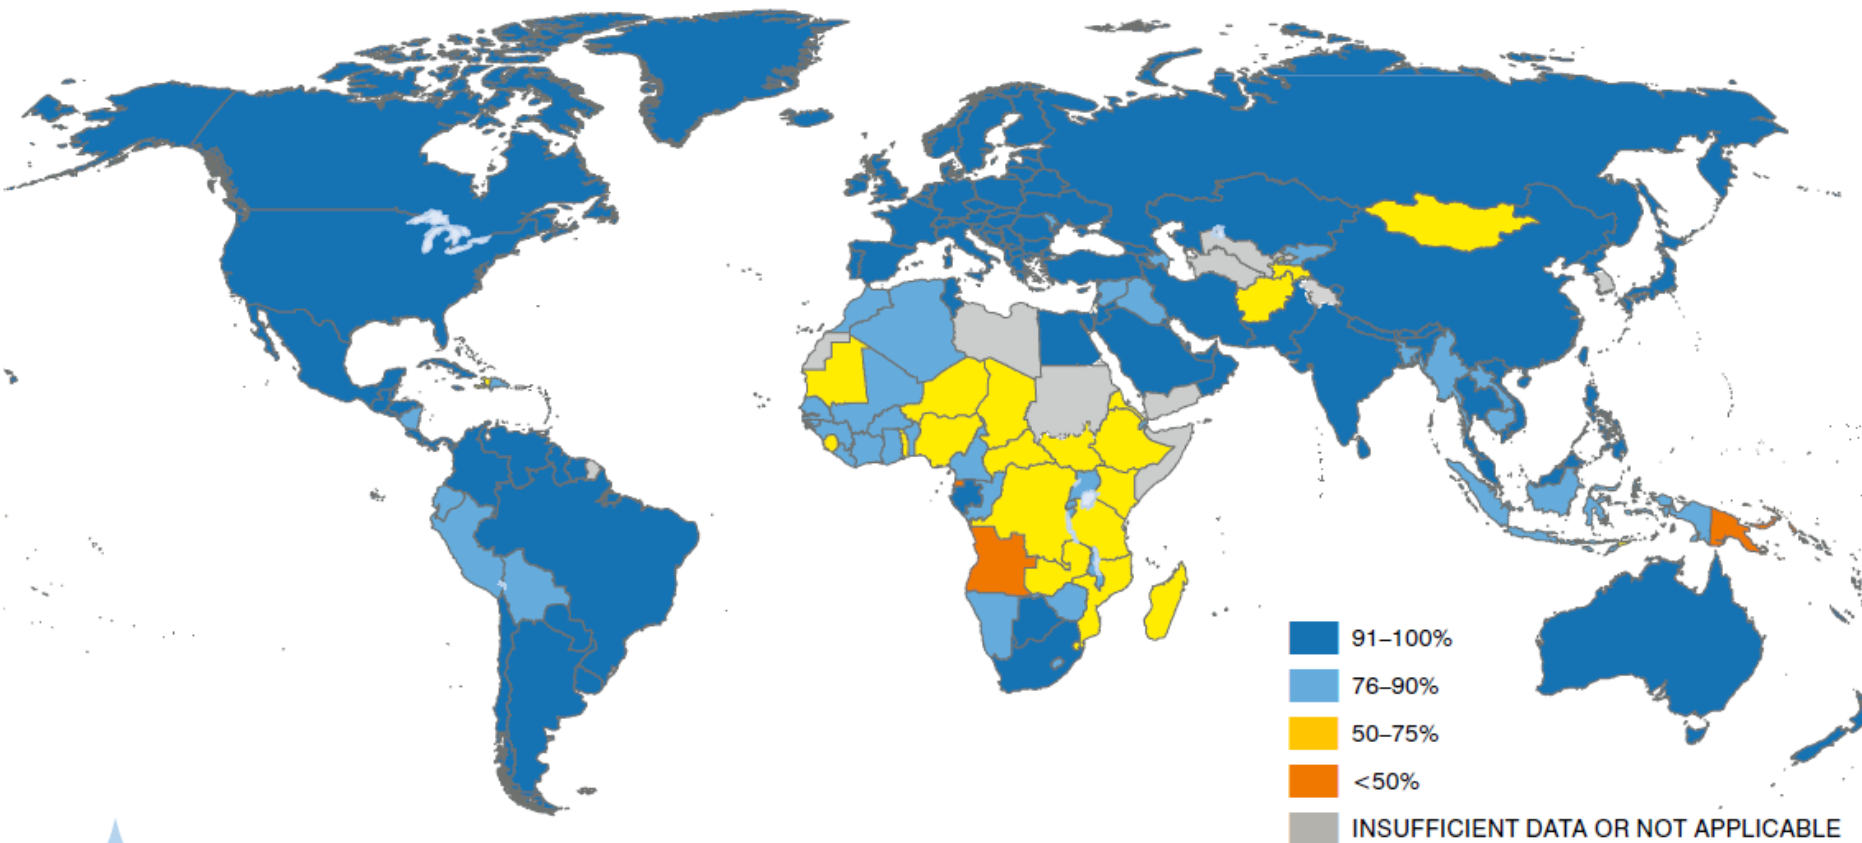 91–100%
76–90%
50–75%
<50%
INSUFFICIENT DATA OR NOT APPLICABLE